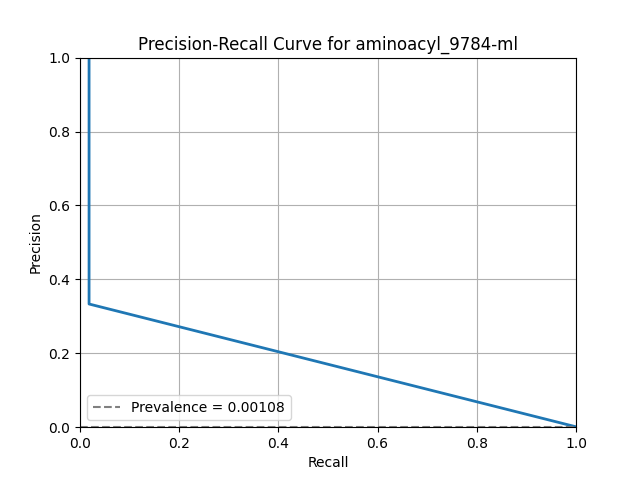 Precision-Recall Curve for aminoacyl_9784-ml
1.0
0.8
0.6
0.4
0.2
0.0
Precision
Prevalence = 0.00108
0.0 0.2 0.4 0.6 0.8 1.0
Recall